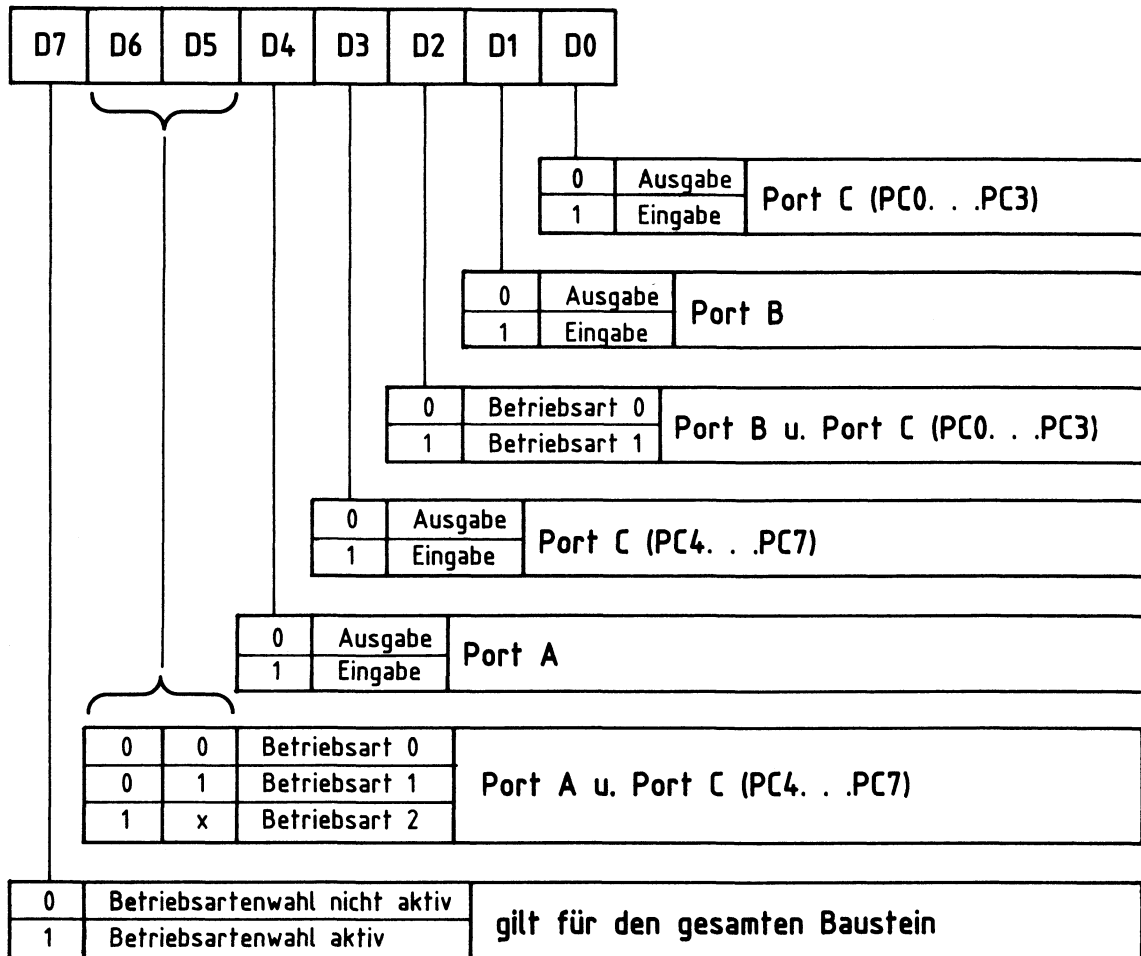 D7 D6 D5 D4 D3 D2 D1 D0
0 Ausgabe Port C (PC0. . .PC3)
1 Eingabe
0 Ausgabe Port B
1 Eingabe
0 Betriebsart 0 Port B u. Port C (PC0. . .PC3)
1 Betriebsart 1
0 Ausgabe Port C (PC4. . .PC7)
1 Eingabe
0 Ausgabe Port A
1 Eingabe
0 0 Betriebsart 0
0 1 Betriebsart 1 Port A u. Port C (PC4. . .PC7)
1 x Betriebsart 2
0 Betriebsartenwahl nicht aktiv gilt für den gesamten Baustein
1 Betriebsartenwahl aktiv